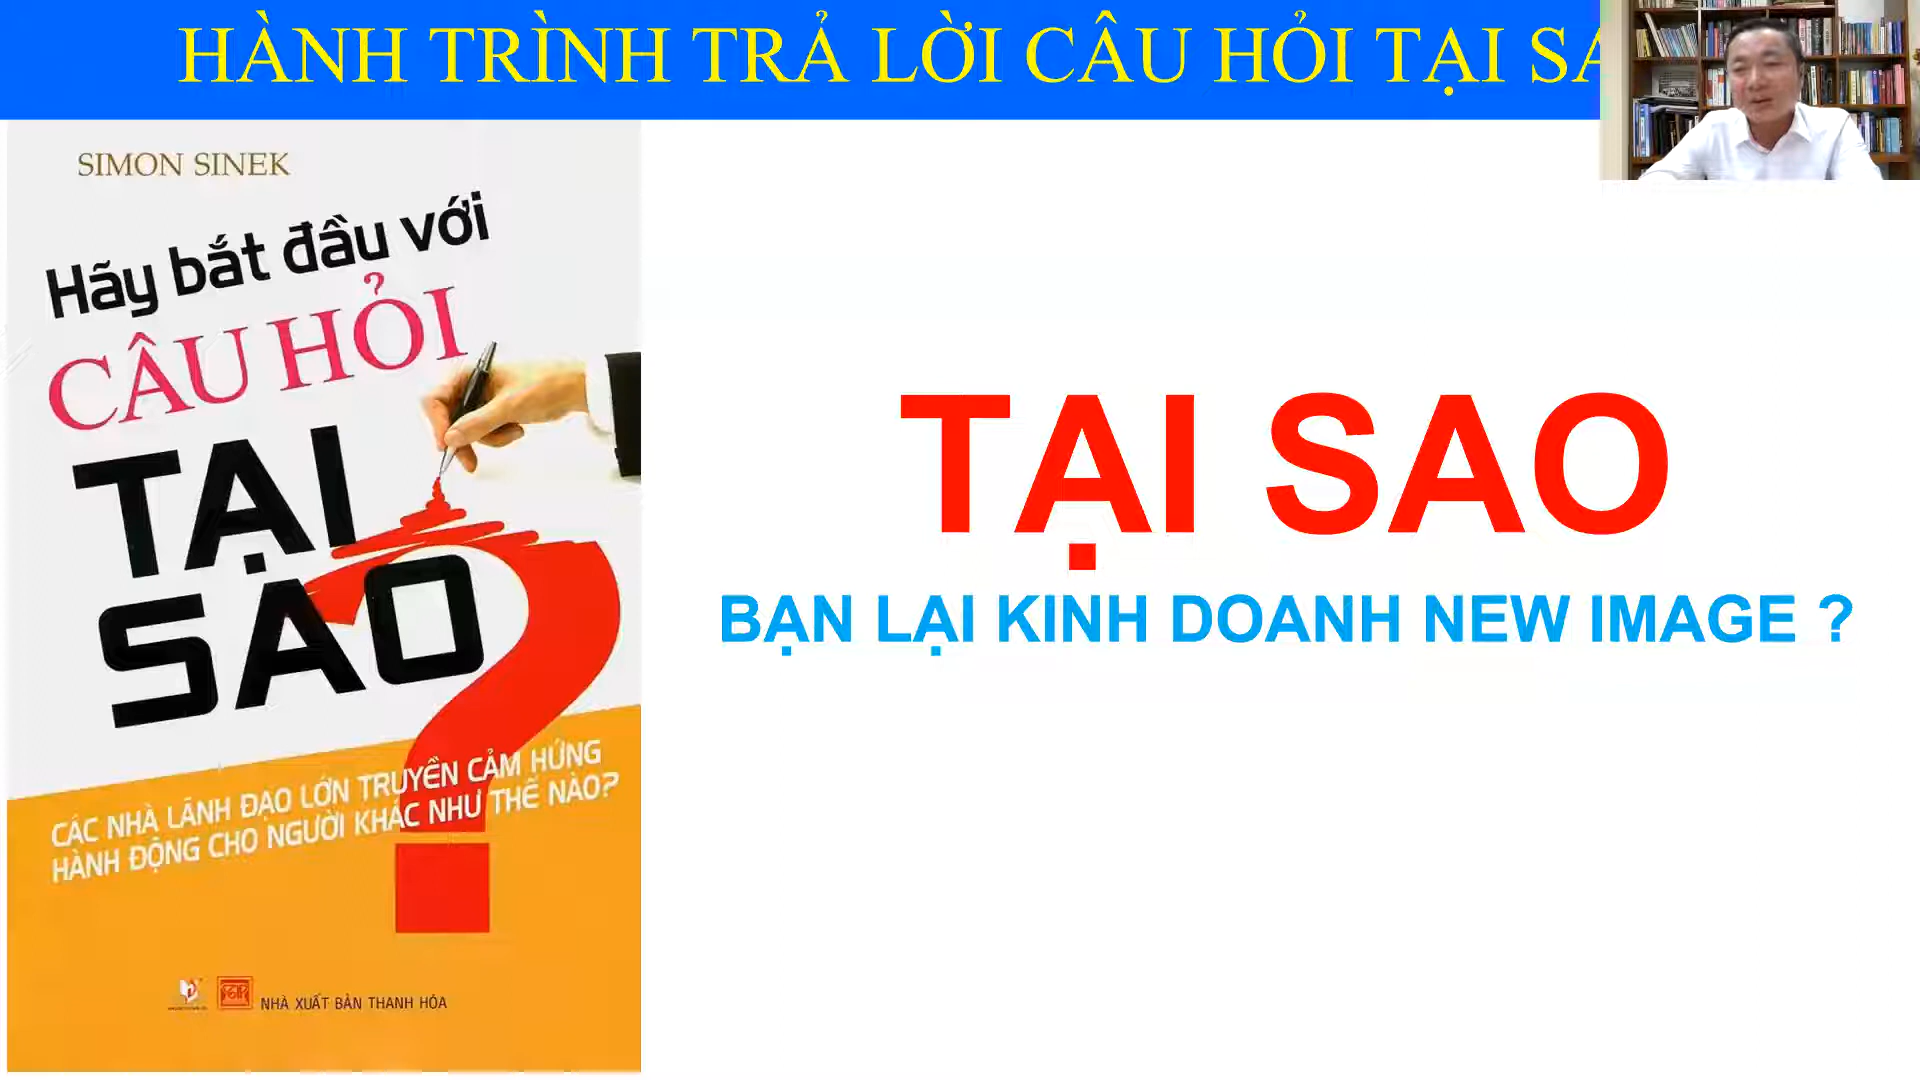 HÀNH TRÌNH TRẢ LỜI CÂU HỎI TẠI
SIMON SINEK
Hãy bắt đầu với
CÂU HỎI
TẠI
SAO
?
CÁC NHÀ LÃNH ĐẠO LỚN TRUYỀN CẢM HỨNG
HÀNH ĐỘNG CHO NGƯỜI KHÁC NHƯ THẾ NÀO?
NHÀ XUẤT BẢN THANH HÓA
TẠI SAO
BẠN LẠI KINH DOANH NEW IMAGE ?